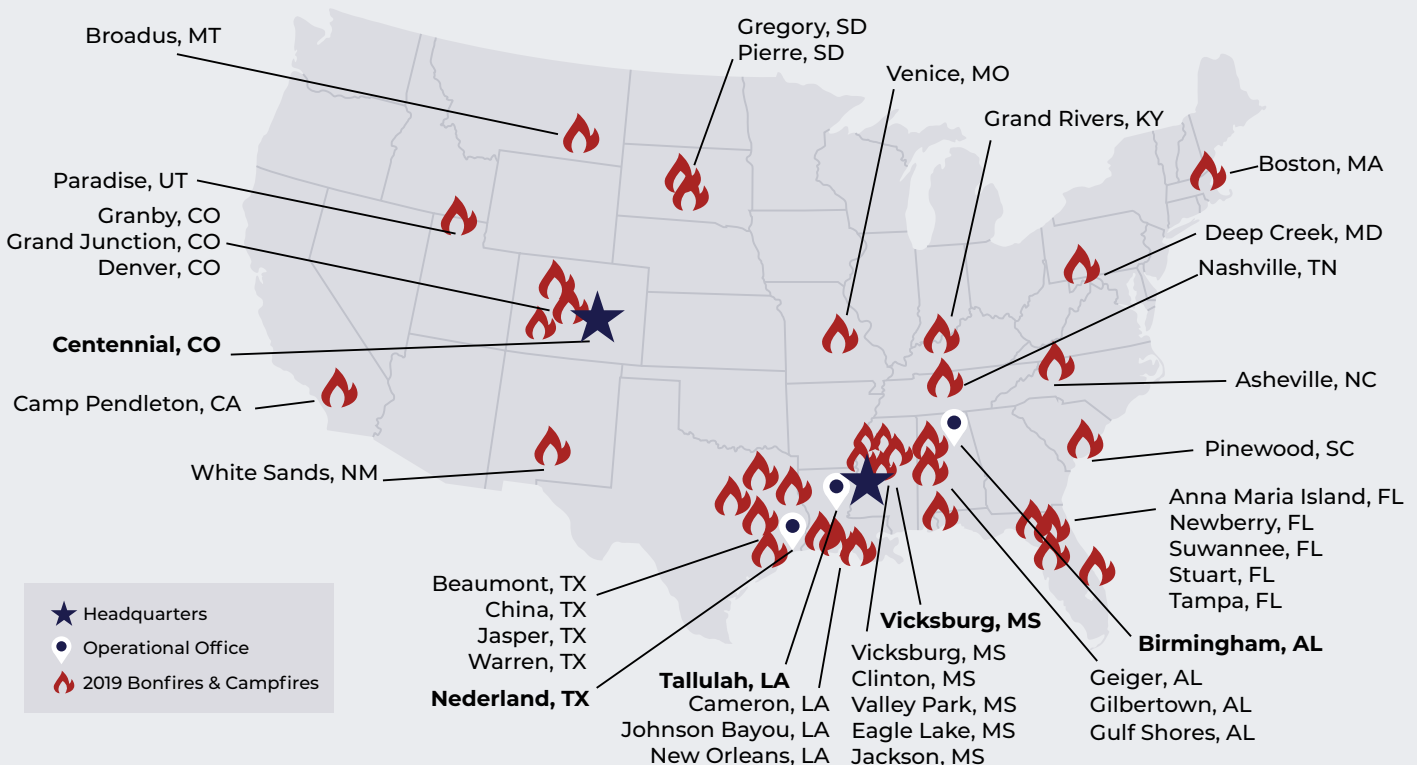 Broadus, MT
Gregory, SD
Pierre, SD
Venice, MO
Grand Rivers, KY
Boston, MA
Paradise, UT
Granby, CO
Grand Junction, CO
Denver, CO
Deep Creek, MD
Nashville, TN
Centennial, CO
Camp Pendleton, CA
Asheville, NC
White Sands, NM
Pinewood, SC
Anna Maria Island, FL
Newberry, FL
Suwannee, FL
Stuart, FL
Tampa, FL
Beaumont, TX
China, TX
Jasper, TX
Warren, TX
Nederland, TX
Tallulah, LA
Cameron, LA
Johnson Bayou, LA
New Orleans, LA
Vicksburg, MS
Vicksburg, MS
Clinton, MS
Valley Park, MS
Eagle Lake, MS
Jackson, MS
Birmingham, AL
Geiger, AL
Gilbertown, AL
Gulf Shores, AL
Headquarters
Operational Office
2019 Bonfires & Campfires